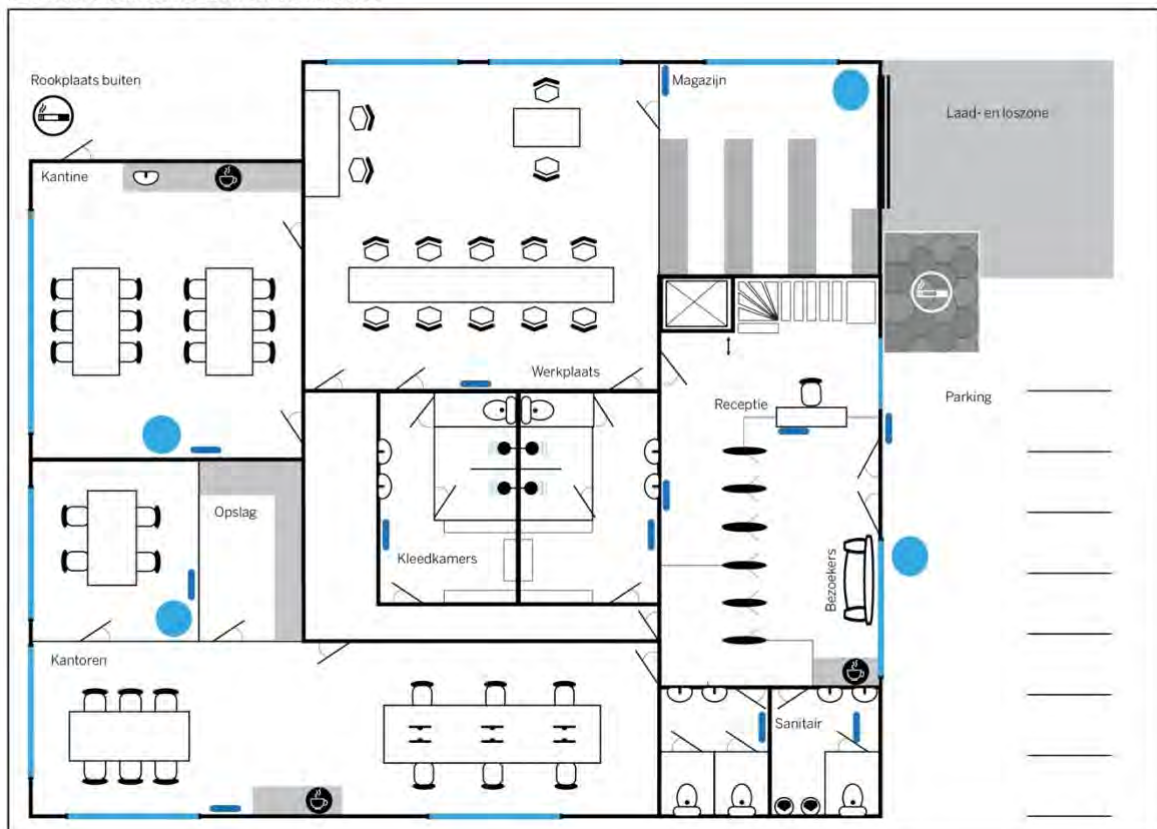 Rookplaats buiten
Magazijn
Laad- en loszone
Kantine
Werkplaats
Receptie
Parking
Opslag
Kleedkamers
Bezoekers
Kantoren
Sanitair